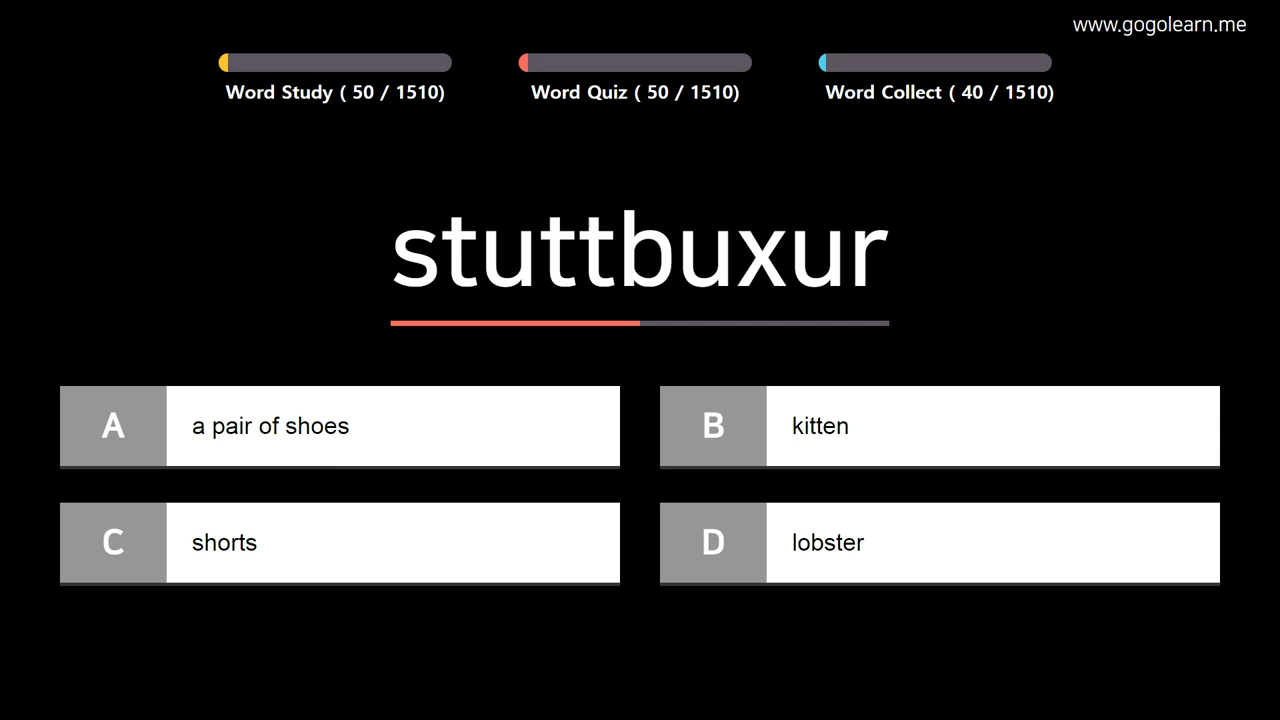 www.gogolearn.me
Word Study ( 50 / 1510)
Word Quiz ( 50 / 1510)
Word Collect ( 40 / 1510)
stuttbuxur
A
a pair of shoes
B
kitten
C
shorts
D
lobster